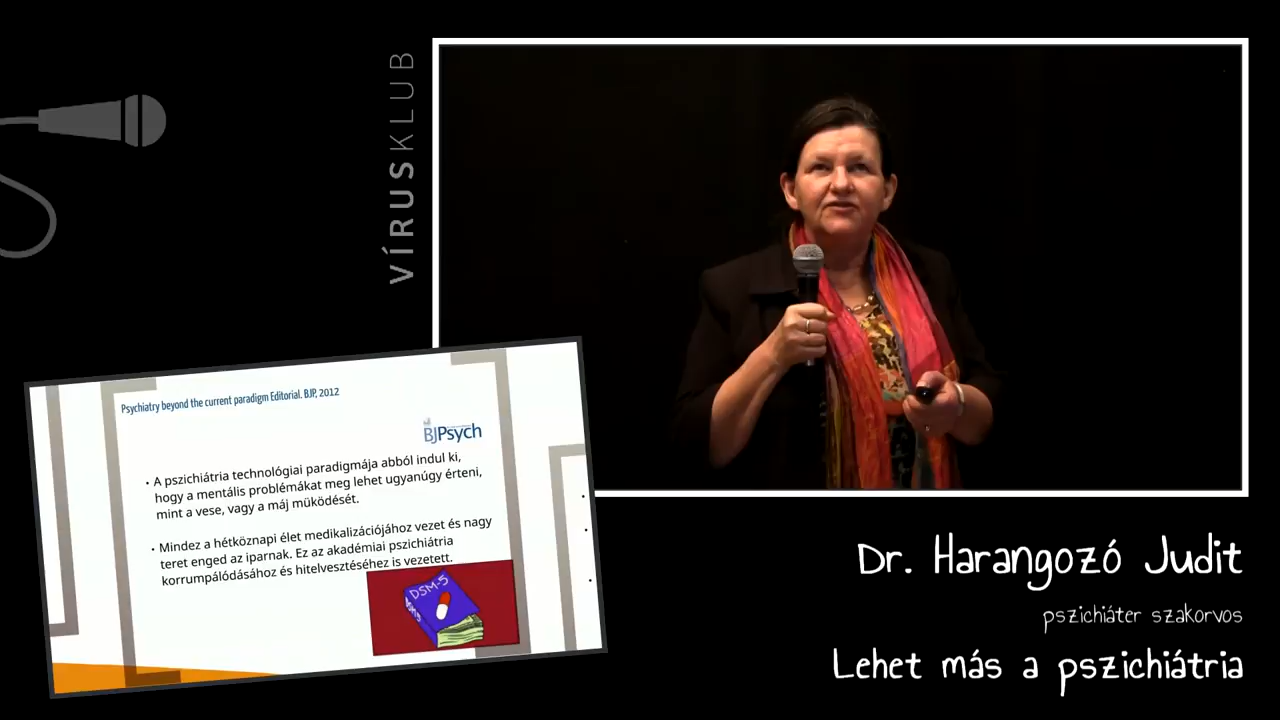 VÍRUSKLUB
Psychiatry beyond the current paradigm Editorial. BJP, 2012
BJPsych
• A pszichiátria technológiai paradigmája abból indul ki,
hogy a mentális problémákat meg lehet ugyanúgy érteni,
mint a vese, vagy a máj működését.
• Mindez a hétköznapi élet medikalizációjához vezet és nagy
teret enged az iparnak. Ez az akadémiai pszichiátria
korrumpálódásához és hitelvesztéséhez is vezetett.
DSM-5
Dr. Harangozó Judit
pszichiáter szakorvos
Lehet más a pszichiátria